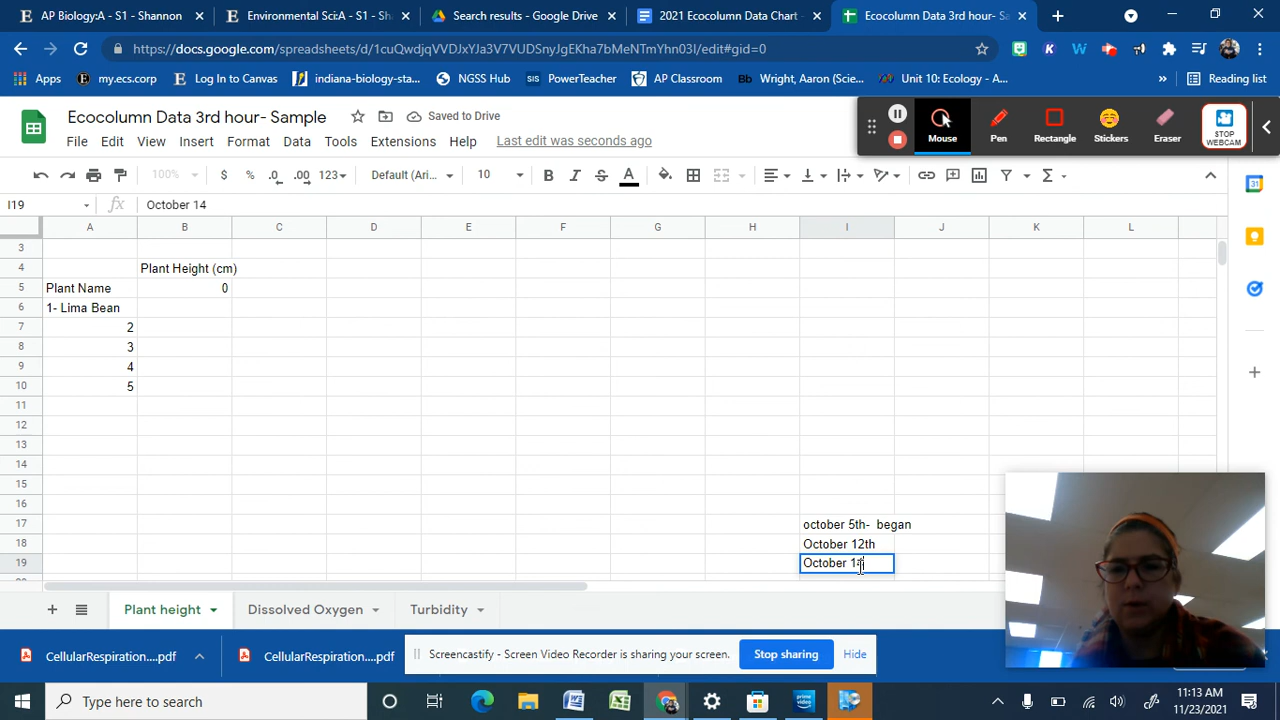 AP Biology:A - S1 - Shannon
Environmental Sci:A - S1 - Sha
Search results - Google Drive
2021 Ecocolumn Data Chart -
Ecocolumn Data 3rd hour- Sam
https://docs.google.com/spreadsheets/d/1cuQwdjqVVDJxYJa3V7VUDSnyJgEKha7bMeNTmYhn03I/edit#gid=0
Apps
my.ecs.corp
Log In to Canvas
indiana-biology-sta...
NGSS Hub
SIS PowerTeacher
AP Classroom
Bb Wright, Aaron (Scie...
Unit 10: Ecology - A...
Reading list
Ecocolumn Data 3rd hour- Sample
Saved to Drive
File Edit View Insert Format Data Tools Extensions Help
Last edit was seconds ago
Mouse Pen Rectangle Stickers Eraser STOP WEBCAM
100% $ % .0 .00 123 Default (Ari... 10 B I S A
I19 fx October 14
A B C D E F G H I J K L
3
4 Plant Height (cm)
5 Plant Name 0
6 1- Lima Bean
7 2
8 3
9 4
10 5
11
12
13
14
15
16
17 october 5th- began
18 October 12th
19 October 14
Plant height Dissolved Oxygen Turbidity
CellularRespiration....pdf
CellularRespiration....pdf
Screencastify - Screen Video Recorder is sharing your screen.
Stop sharing
Hide
Type here to search
11:13 AM
11/23/2021